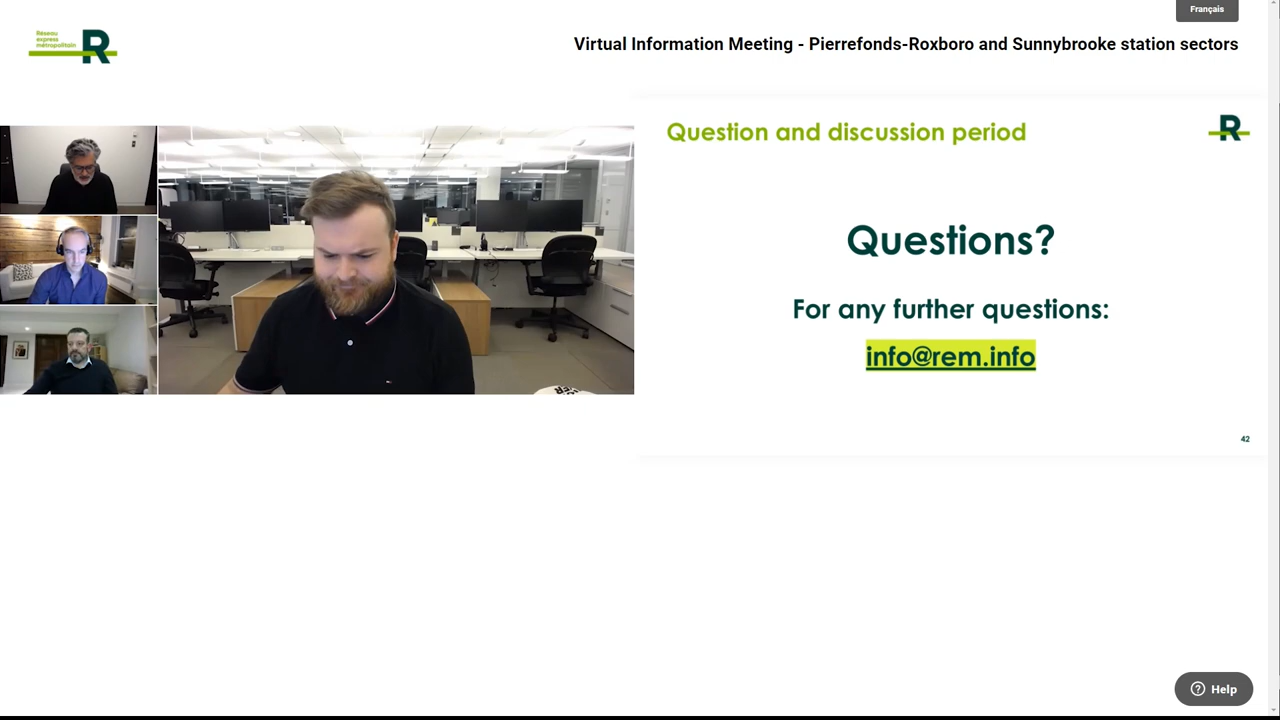 Français
Réseau
express
métropolitain
R
Virtual Information Meeting - Pierrefonds-Roxboro and Sunnybrooke station sectors
Question and discussion period
R
Questions?
For any further questions:
info@rem.info
42
Help